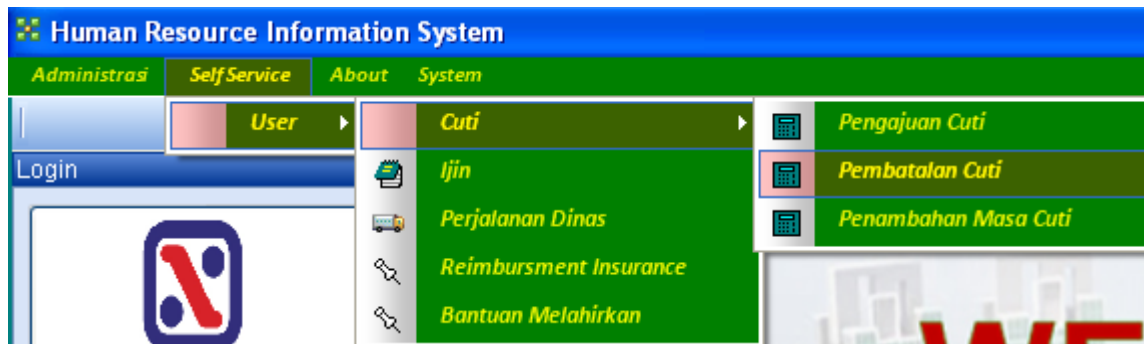 Human Resource Information System
Administrasi Self Service About System
User Cuti Pengajuan Cuti
Login Ijin Pembatalan Cuti
Perjalanan Dinas Penambahan Masa Cuti
Reimbursment Insurance
Bantuan Melahirkan
WE